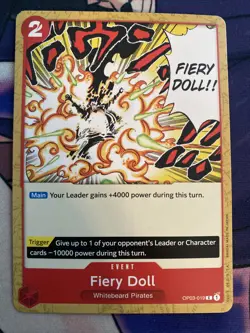 2
FIERY
DOLL!!
Main Your Leader gains +4000 power during this turn.
Trigger Give up to 1 of your opponent's Leader or Character
cards −10000 power during this turn.
EVENT
Fiery Doll
Whitebeard Pirates
OP03-018 R 1